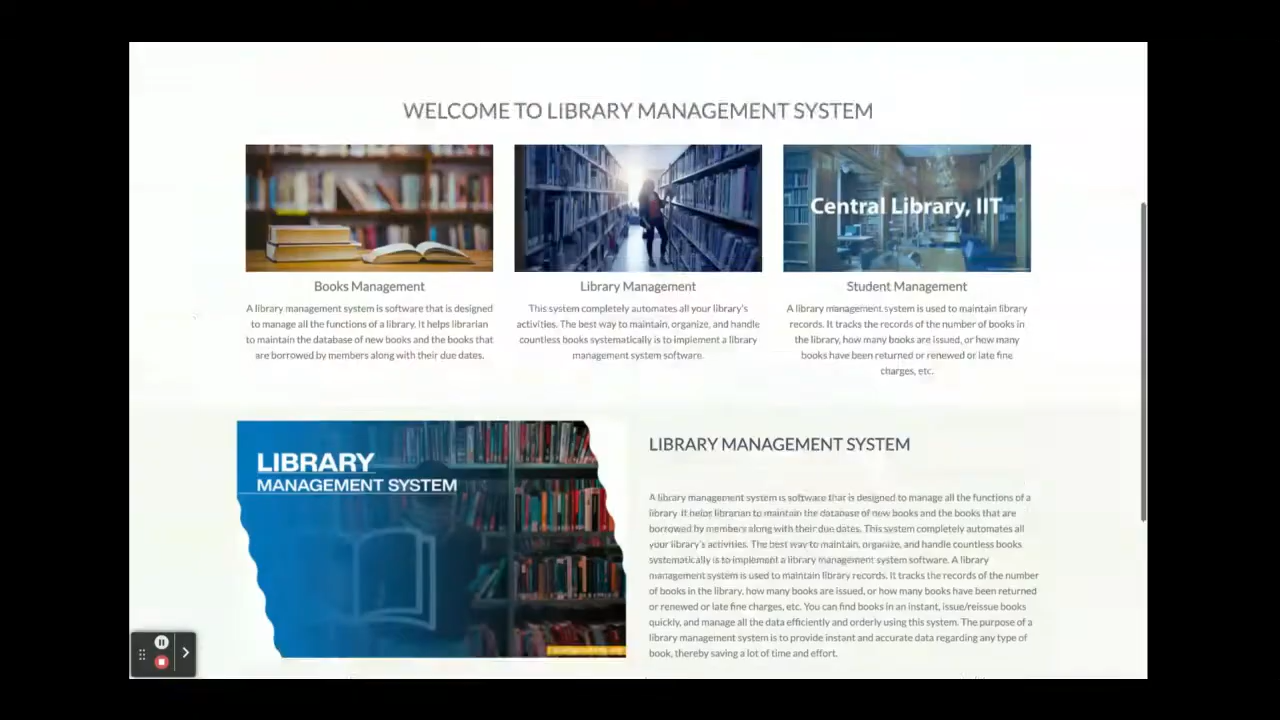 WELCOME TO LIBRARY MANAGEMENT SYSTEM
Central Library, IIT
Books Management
A library management system is software that is designed
to manage all the functions of a library. It helps librarian
to maintain the database of new books and the books that
are borrowed by members along with their due dates.
Library Management
This system completely automates all your library's
activities. The best way to maintain, organize, and handle
countless books systematically is to implement a library
management system software.
Student Management
A library management system is used to maintain library
records. It tracks the records of the number of books in
the library, how many books are issued, or how many
books have been returned or renewed or late fine
charges, etc.
LIBRARY
MANAGEMENT SYSTEM
LIBRARY MANAGEMENT SYSTEM
A library management system is software that is designed to manage all the functions of a
library. It helps librarian to maintain the database of new books and the books that are
borrowed by members along with their due dates. This system completely automates all
your library's activities. The best way to maintain, organize, and handle countless books
systematically is to implement a library management system software. A library
management system is used to maintain library records. It tracks the records of the number
of books in the library, how many books are issued, or how many books have been returned
or renewed or late fine charges, etc. You can find books in an instant, issue/reissue books
quickly, and manage all the data efficiently and orderly using this system. The purpose of a
library management system is to provide instant and accurate data regarding any type of
book, thereby saving a lot of time and effort.